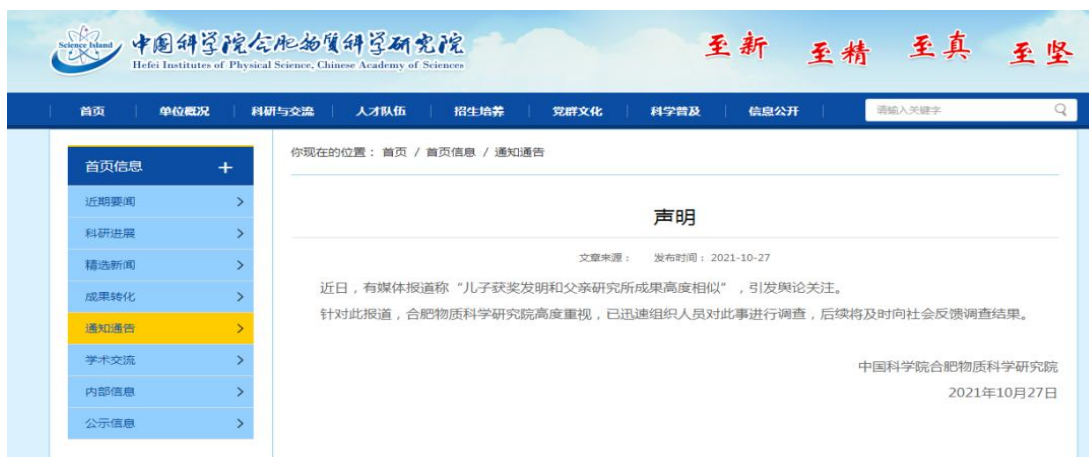 Science Island
中国科学院合肥物质科学研究院
Hefei Institutes of Physical Science, Chinese Academy of Sciences
至新 至精 至真 至坚
首页 单位概况 科研与交流 人才队伍 招生培养 党群文化 科学普及 信息公开 请输入关键字
首页信息 +
近期要闻 >
科研进展 >
精选新闻 >
成果转化 >
通知通告 >
学术交流 >
内部信息 >
公示信息 >
你现在的位置： 首页 / 首页信息 / 通知通告
声明
文章来源： 发布时间：2021-10-27
近日，有媒体报道称“儿子获奖发明和父亲研究所成果高度相似”，引发舆论关注。
针对此报道，合肥物质科学研究院高度重视，已迅速组织人员对此事进行调查，后续将及时向社会反馈调查结果。
中国科学院合肥物质科学研究院
2021年10月27日